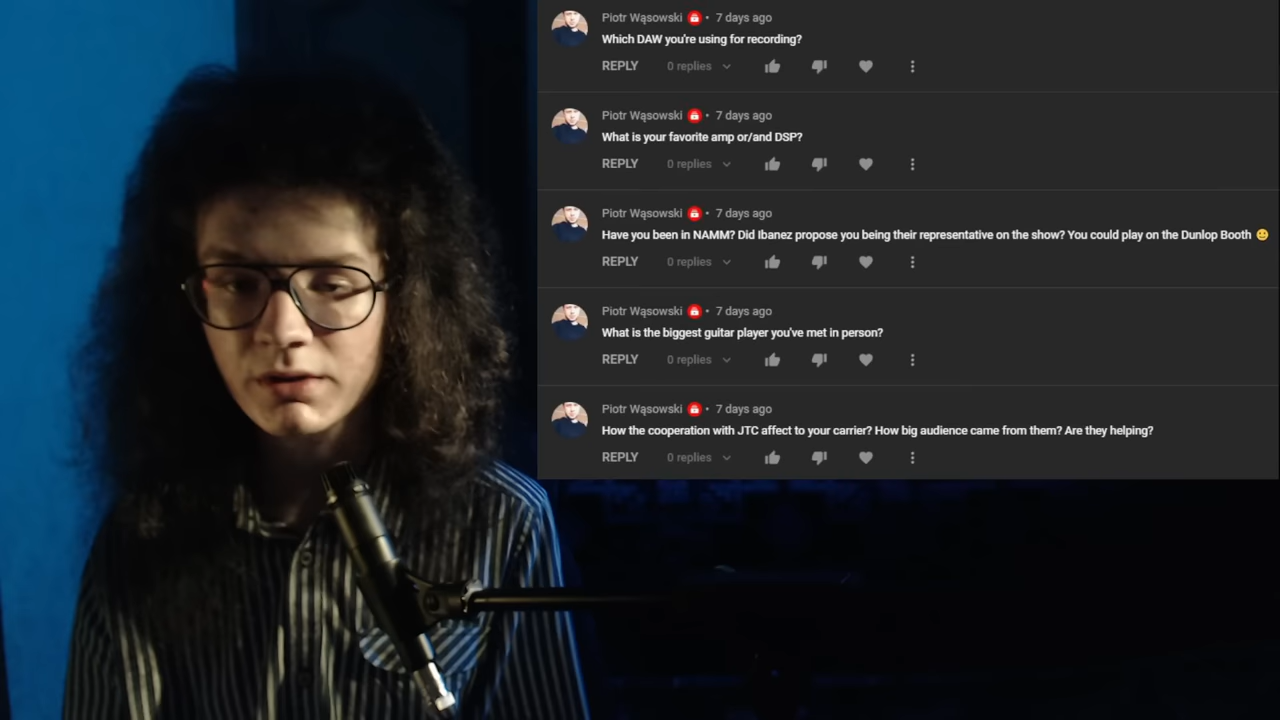 Piotr Wąsowski • 7 days ago
Which DAW you're using for recording?
REPLY 0 replies
Piotr Wąsowski • 7 days ago
What is your favorite amp or/and DSP?
REPLY 0 replies
Piotr Wąsowski • 7 days ago
Have you been in NAMM? Did Ibanez propose you being their representative on the show? You could play on the Dunlop Booth 🙂
REPLY 0 replies
Piotr Wąsowski • 7 days ago
What is the biggest guitar player you've met in person?
REPLY 0 replies
Piotr Wąsowski • 7 days ago
How the cooperation with JTC affect to your carrier? How big audience came from them? Are they helping?
REPLY 0 replies